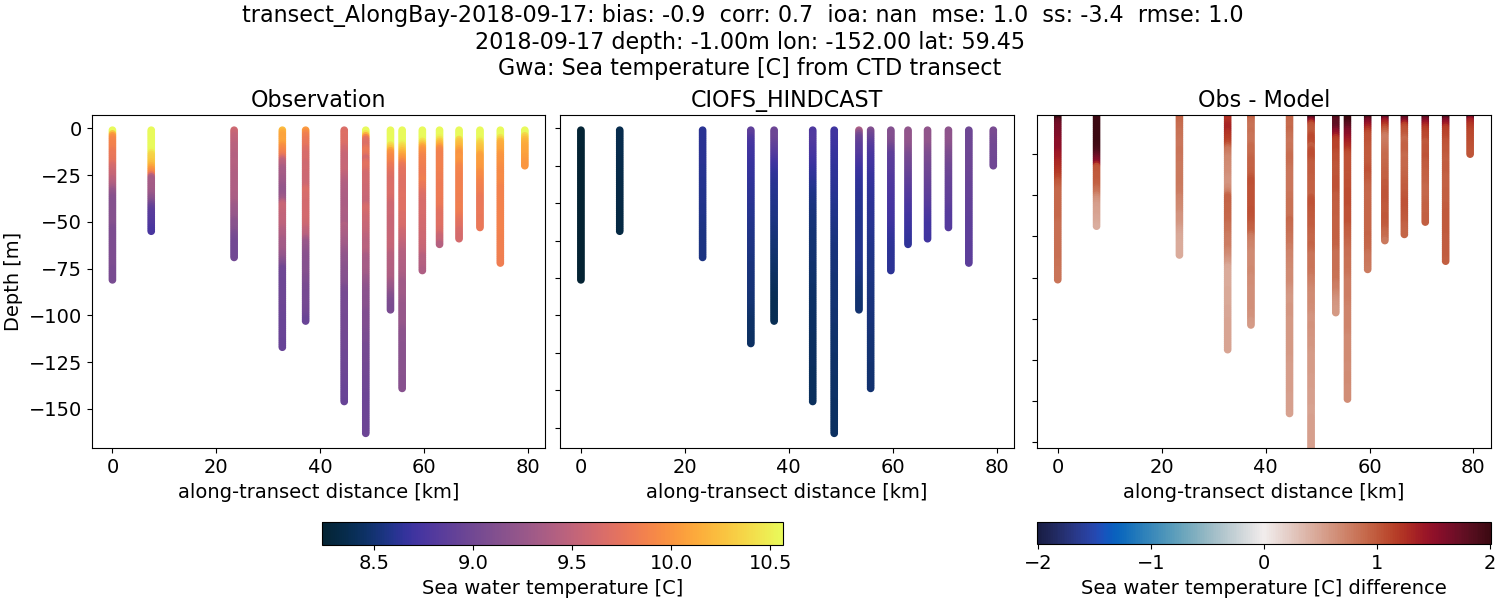 transect_AlongBay-2018-09-17: bias: -0.9  corr: 0.7  ioa: nan  mse: 1.0  ss: -3.4  rmse: 1.0
2018-09-17 depth: -1.00m lon: -152.00 lat: 59.45
Gwa: Sea temperature [C] from CTD transect
Observation
CIOFS_HINDCAST
Obs - Model
Depth [m]
0
−25
−50
−75
−100
−125
−150
0 20 40 60 80
0 20 40 60 80
0 20 40 60 80
along-transect distance [km]
along-transect distance [km]
along-transect distance [km]
8.5 9.0 9.5 10.0 10.5
Sea water temperature [C]
−2 −1 0 1 2
Sea water temperature [C] difference